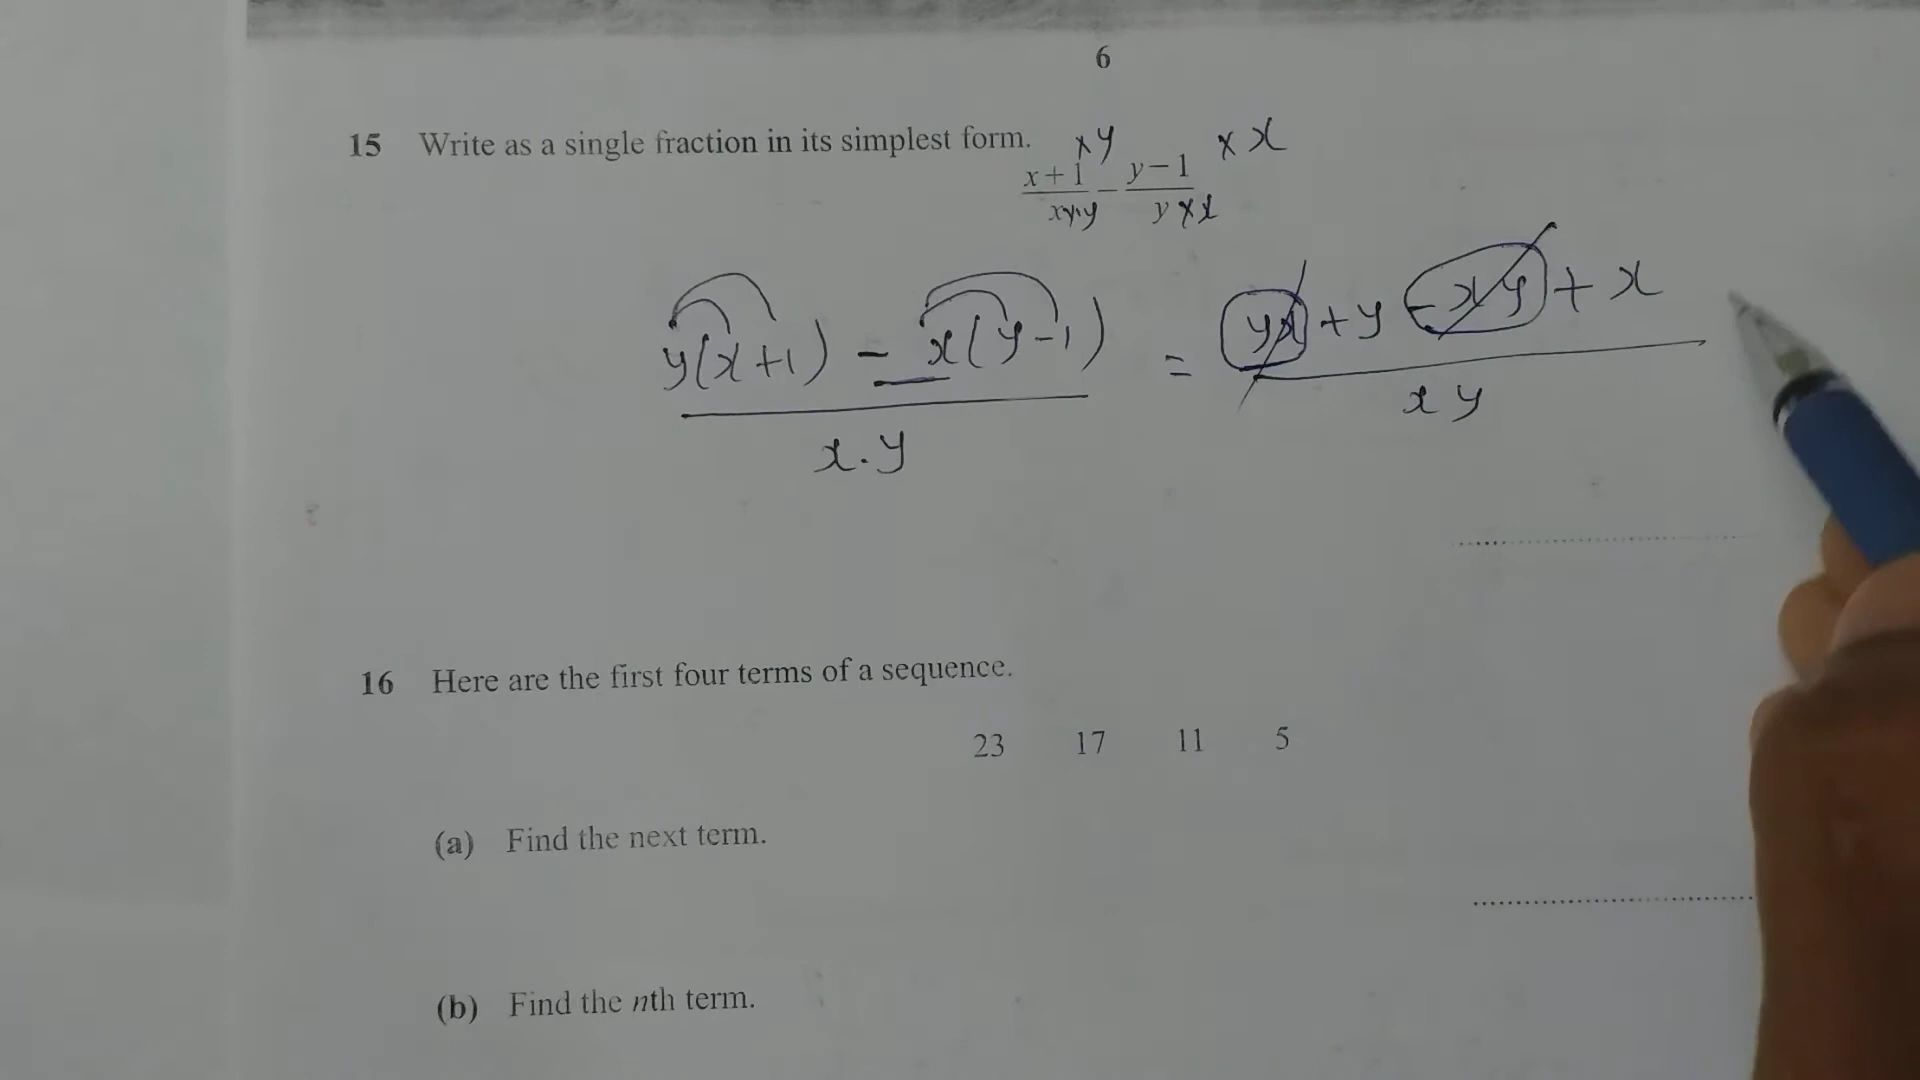 6
15 Write as a single fraction in its simplest form.
×y × x
x + 1 – y – 1
x×y y×x
y(x+1) – x(y-1) = yx + y - xy + x
x.y xy
16 Here are the first four terms of a sequence.
23 17 11 5
(a) Find the next term.
(b) Find the nth term.